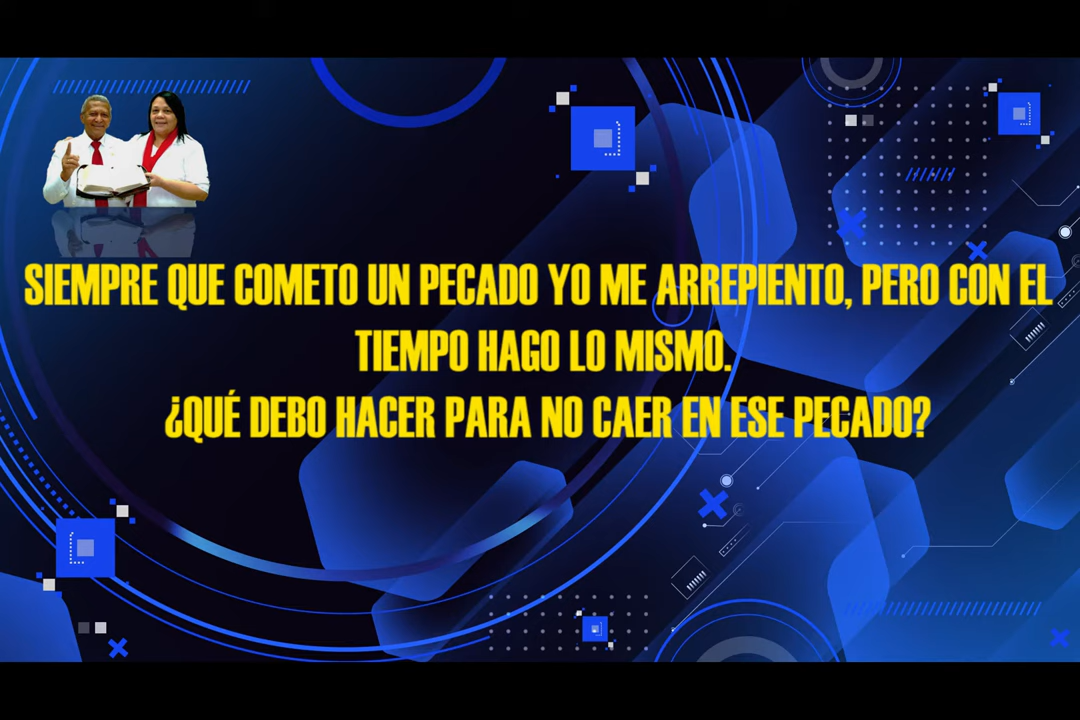 SIEMPRE QUE COMETO UN PECADO YO ME ARREPIENTO, PERO CON EL
TIEMPO HAGO LO MISMO.
¿QUÉ DEBO HACER PARA NO CAER EN ESE PECADO?